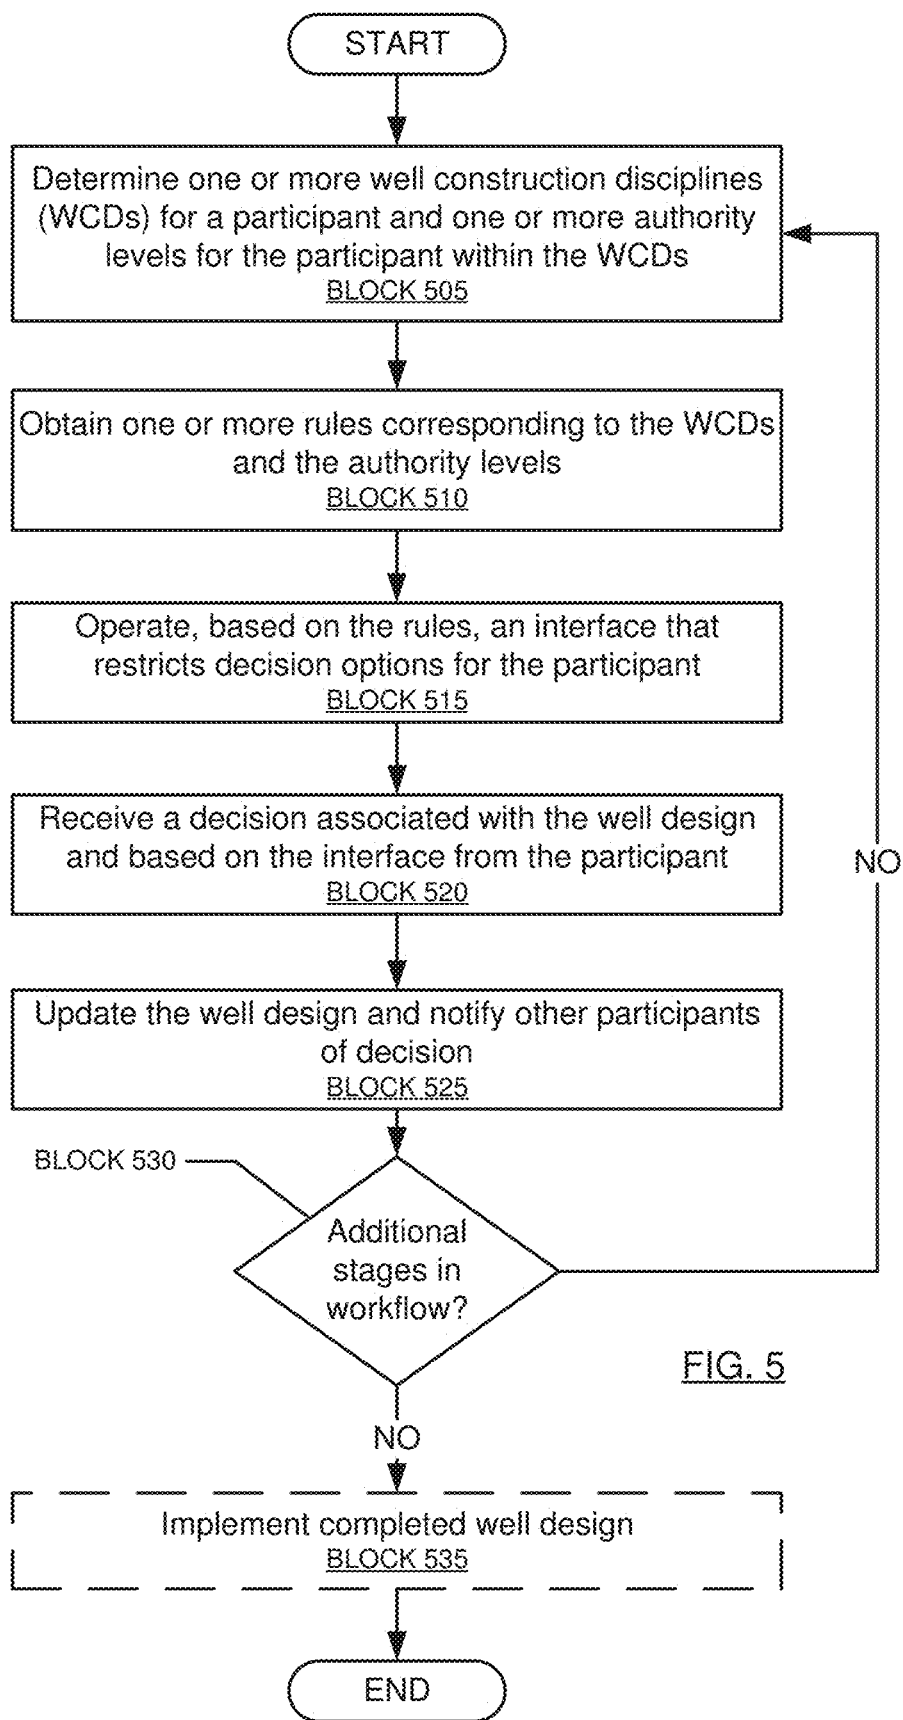 START
Determine one or more well construction disciplines
(WCDs) for a participant and one or more authority
levels for the participant within the WCDs
BLOCK 505
Obtain one or more rules corresponding to the WCDs
and the authority levels
BLOCK 510
Operate, based on the rules, an interface that
restricts decision options for the participant
BLOCK 515
Receive a decision associated with the well design
and based on the interface from the participant
BLOCK 520
NO
Update the well design and notify other participants
of decision
BLOCK 525
BLOCK 530
Additional
stages in
workflow?
FIG. 5
NO
Implement completed well design
BLOCK 535
END